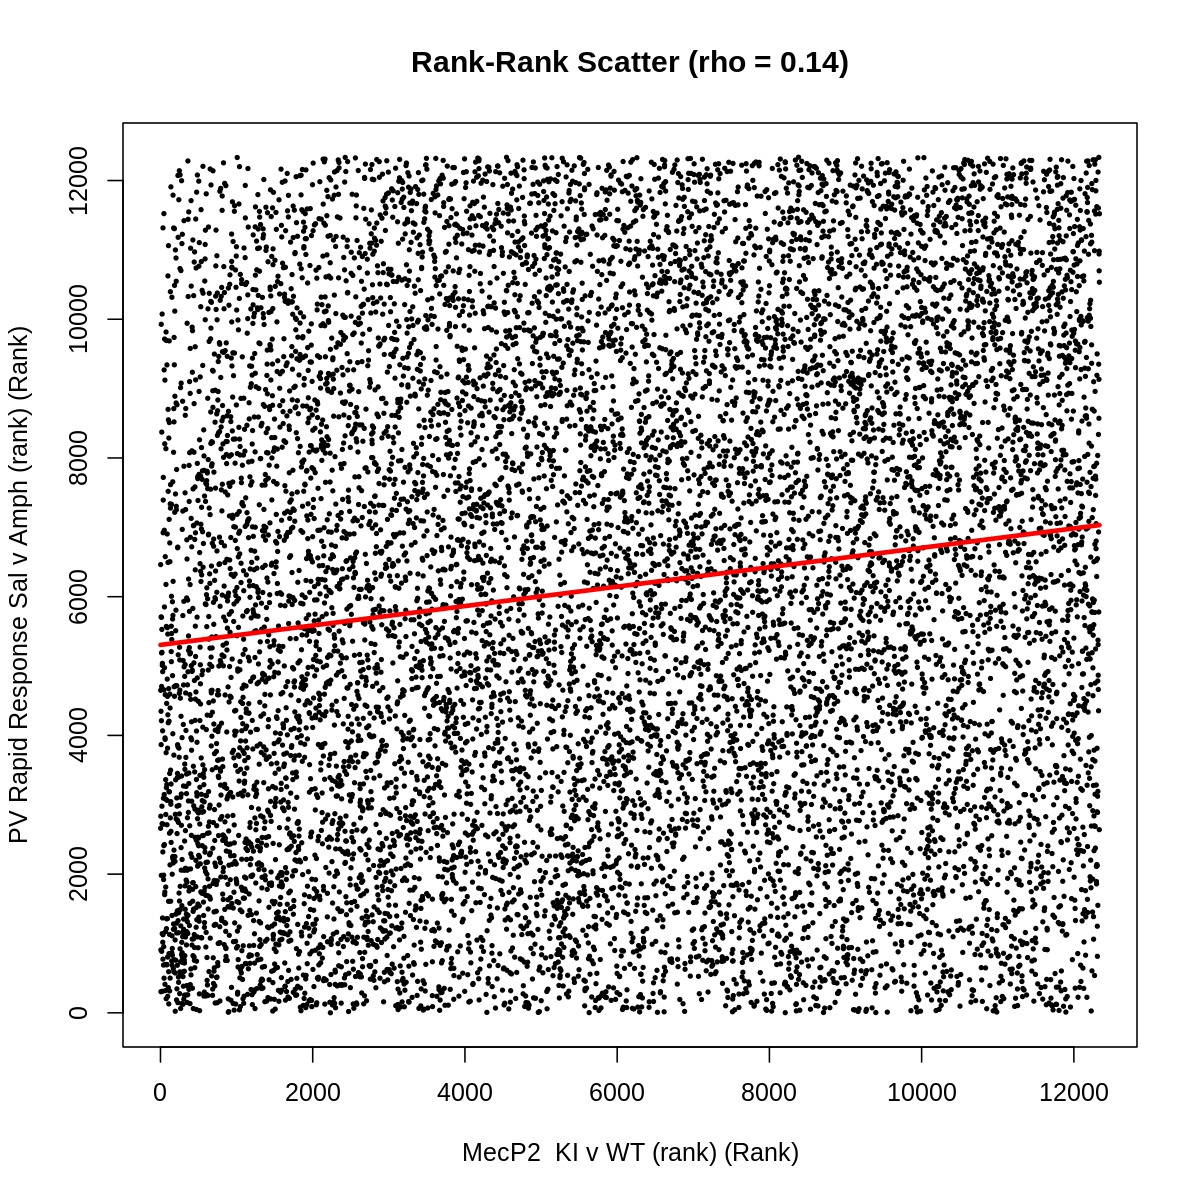 Rank-Rank Scatter (rho = 0.14)
PV Rapid Response Sal v Amph (rank) (Rank)
12000
10000
8000
6000
4000
2000
0
0 2000 4000 6000 8000 10000 12000
MecP2  KI v WT (rank) (Rank)